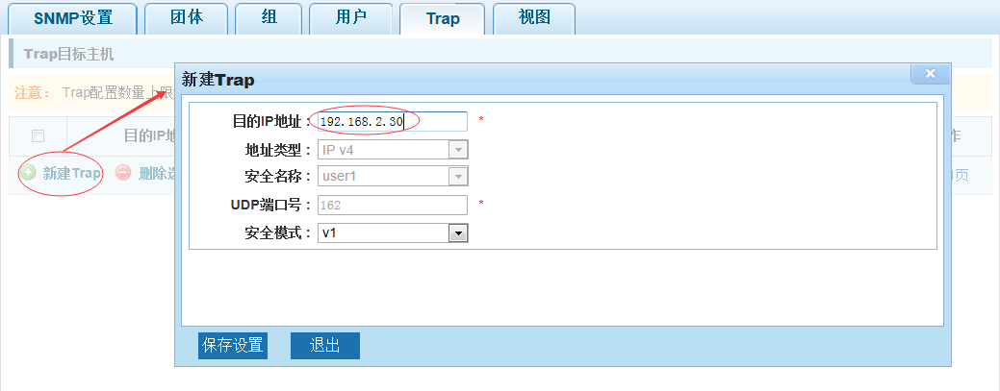 SNMP设置 团体 组 用户 Trap 视图
Trap目标主机
新建Trap
注意： Trap配置数量上限
目的IP地址： 192.168.2.30 *
目的IP地 作
地址类型： IP v4
新建Trap 删除选 页
安全名称： user1
UDP端口号： 162 *
安全模式： v1
保存设置 退出